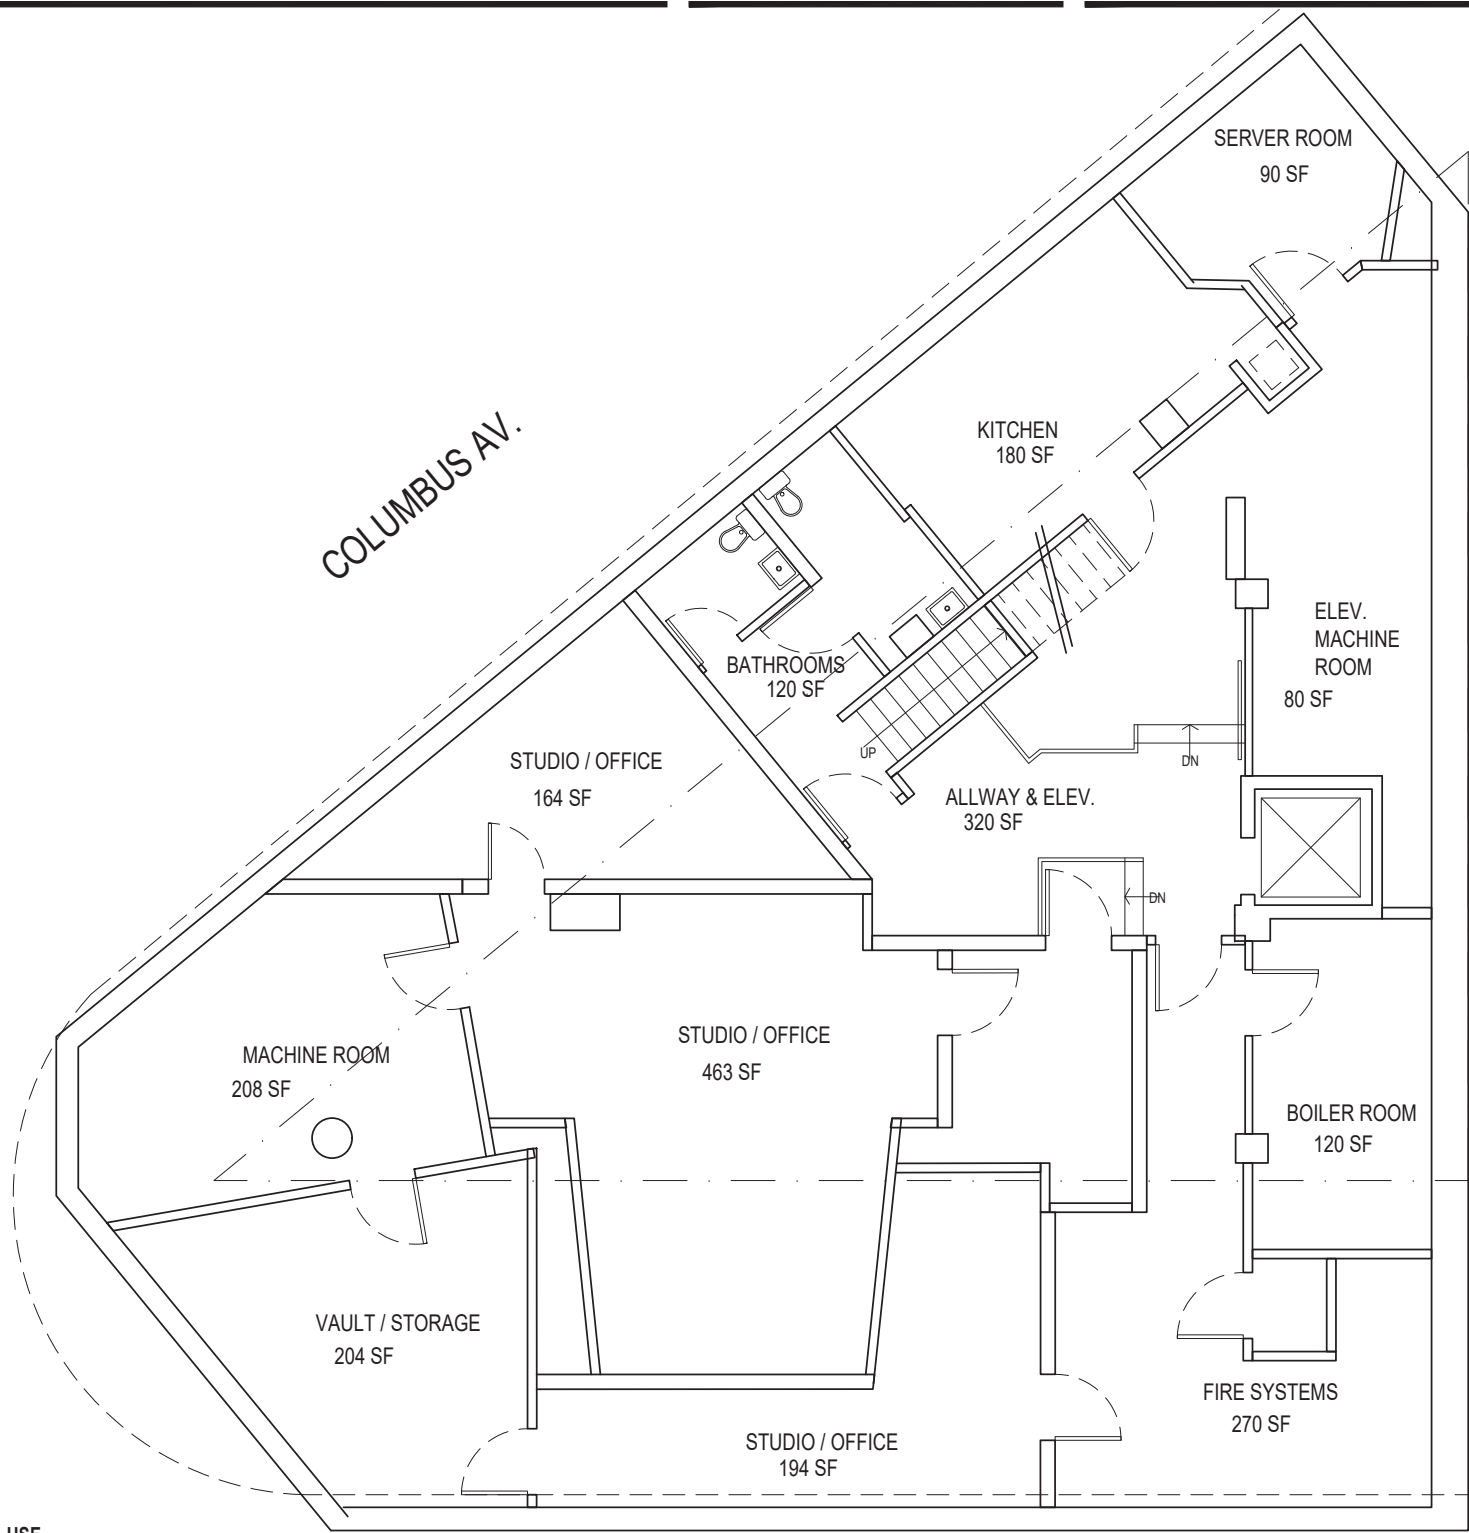 SERVER ROOM
90 SF
COLUMBUS AV.
KITCHEN
180 SF
ELEV.
MACHINE
ROOM
80 SF
BATHROOMS
120 SF
UP
DN
STUDIO / OFFICE
164 SF
ALLWAY & ELEV.
320 SF
DN
STUDIO / OFFICE
463 SF
MACHINE ROOM
208 SF
BOILER ROOM
120 SF
VAULT / STORAGE
204 SF
FIRE SYSTEMS
270 SF
STUDIO / OFFICE
194 SF